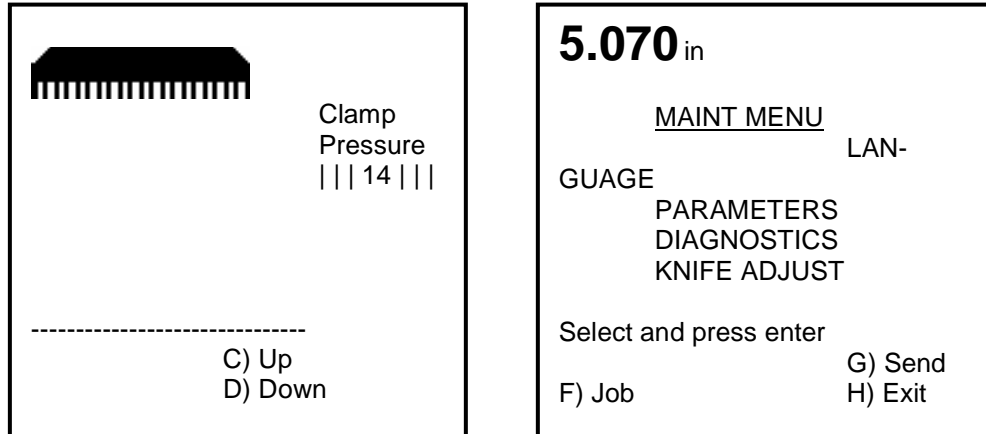 Clamp
Pressure
| | | 14 | | |
--------------------------------
C) Up
D) Down
5.070 in
MAINT MENU
LAN-
GUAGE
PARAMETERS
DIAGNOSTICS
KNIFE ADJUST
Select and press enter
G) Send
F) Job H) Exit